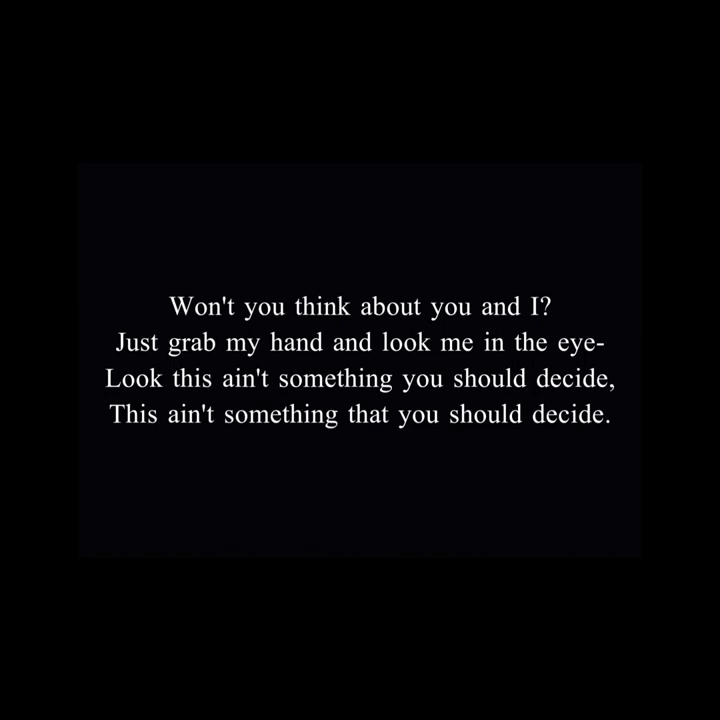 Won't you think about you and I?
Just grab my hand and look me in the eye-
Look this ain't something you should decide,
This ain't something that you should decide.